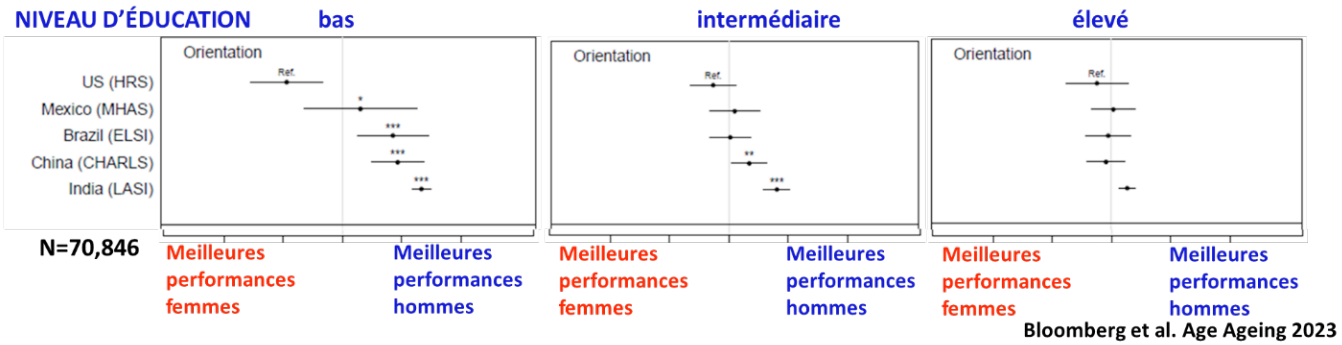 NIVEAU D’ÉDUCATION bas intermédiaire élevé
Orientation Orientation Orientation
US (HRS) Ref. Ref. Ref.
Mexico (MHAS) *
Brazil (ELSI) ***
China (CHARLS) *** **
India (LASI) *** ***
N=70,846
Meilleures Meilleures Meilleures Meilleures Meilleures Meilleures
performances performances performances performances performances performances
femmes hommes femmes hommes femmes hommes
Bloomberg et al. Age Ageing 2023